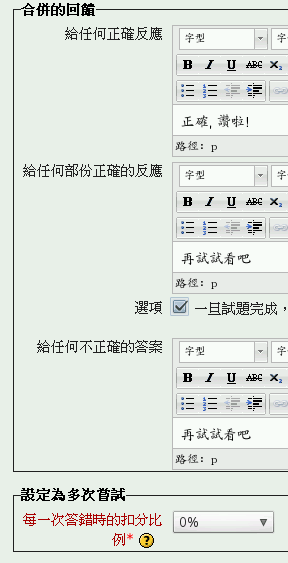 合併的回饋
給任何正確反應
字型 字
B I U ABC x₂
正確, 讚啦!
路徑: p
給任何部份正確的反應
字型 字
B I U ABC x₂
再試試看吧
路徑: p
選項 一旦試題完成,
給任何不正確的答案
字型 字
B I U ABC x₂
再試試看吧
路徑: p
設定為多次嘗試
每一次答錯時的扣分比 0%
例* ?